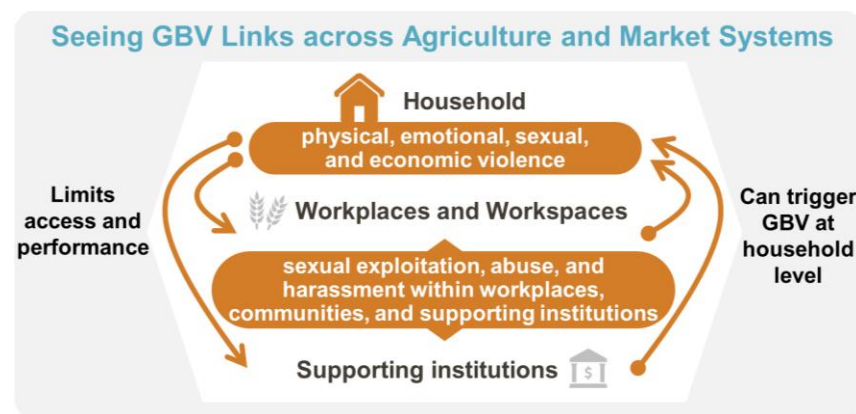 Seeing GBV Links across Agriculture and Market Systems
Household
physical, emotional, sexual,
and economic violence
Limits
access and
performance
Workplaces and Workspaces
Can trigger
GBV at
household
level
sexual exploitation, abuse, and
harassment within workplaces,
communities, and supporting institutions
Supporting institutions
$